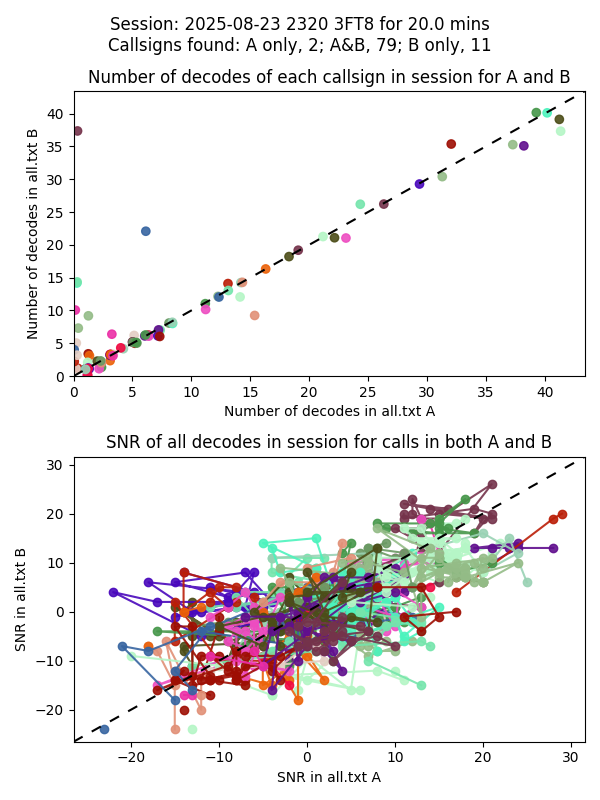 Session: 2025-08-23 2320 3FT8 for 20.0 mins
Callsigns found: A only, 2; A&B, 79; B only, 11
Number of decodes of each callsign in session for A and B
Number of decodes in all.txt B
40
35
30
25
20
15
10
5
0
0 5 10 15 20 25 30 35 40
Number of decodes in all.txt A
SNR of all decodes in session for calls in both A and B
SNR in all.txt B
30
20
10
0
−10
−20
−20 −10 0 10 20 30
SNR in all.txt A